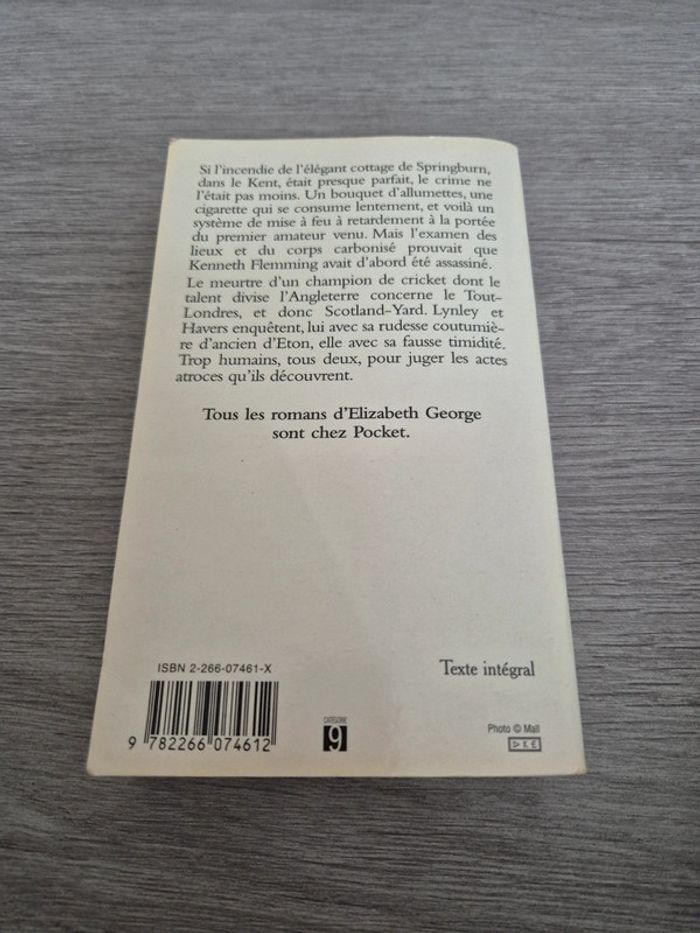 Si l'incendie de l'élégant cottage de Springburn,
dans le Kent, était presque parfait, le crime ne
l'était pas moins. Un bouquet d'allumettes, une
cigarette qui se consume lentement, et voilà un
système de mise à feu à retardement à la portée
du premier amateur venu. Mais l'examen des
lieux et du corps carbonisé prouvait que
Kenneth Flemming avait d'abord été assassiné.
Le meurtre d'un champion de cricket dont le
talent divise l'Angleterre concerne le Tout-
Londres, et donc Scotland-Yard. Lynley et
Havers enquêtent, lui avec sa rudesse coutumiè-
re d'ancien d'Eton, elle avec sa fausse timidité.
Trop humains, tous deux, pour juger les actes
atroces qu'ils découvrent.
Tous les romans d'Elizabeth George
sont chez Pocket.
ISBN 2-266-07461-X
9 782266 074612
CATÉGORIE
9
Texte intégral
Photo © Mall